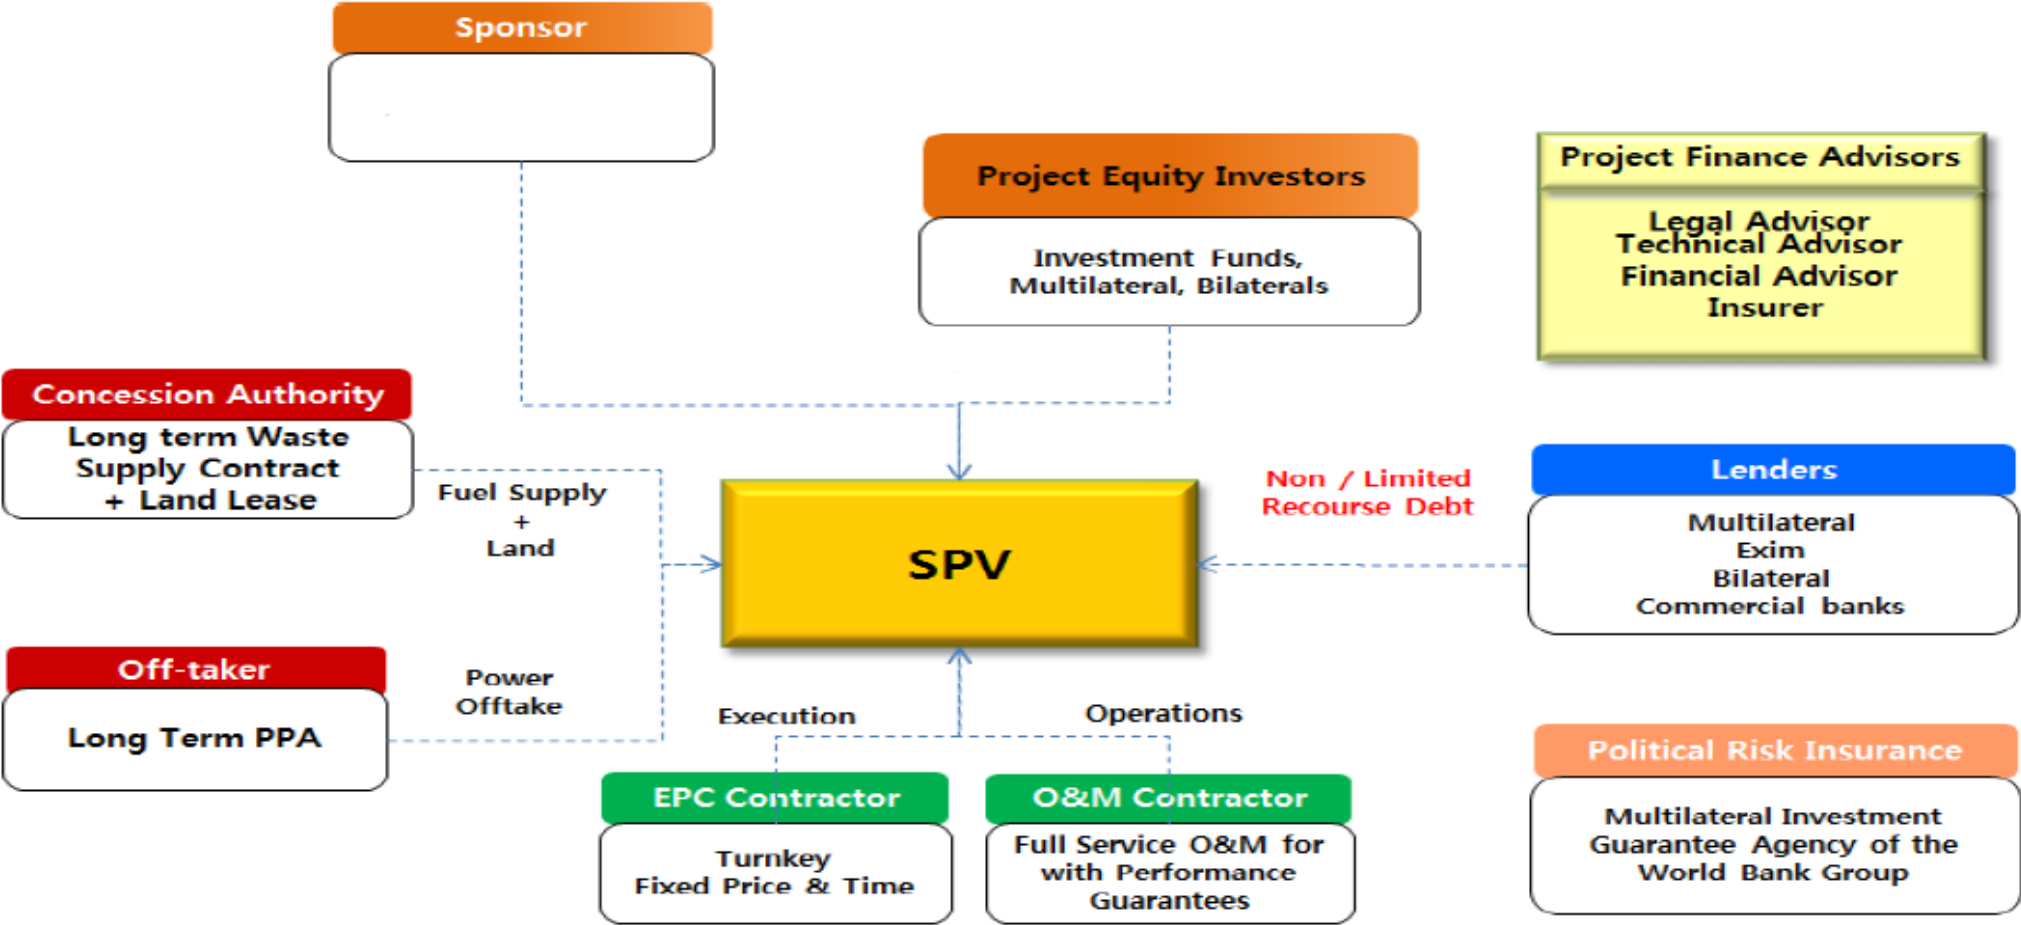 Sponsor
Project Equity Investors
Investment Funds,
Multilateral, Bilaterals
Project Finance Advisors
Legal Advisor
Technical Advisor
Financial Advisor
Insurer
Concession Authority
Long term Waste
Supply Contract
+ Land Lease
Fuel Supply
+
Land
SPV
Non / Limited
Recourse Debt
Lenders
Multilateral
Exim
Bilateral
Commercial banks
Off-taker
Long Term PPA
Power
Offtake
Execution
Operations
EPC Contractor
Turnkey
Fixed Price & Time
O&M Contractor
Full Service O&M for
with Performance
Guarantees
Political Risk Insurance
Multilateral Investment
Guarantee Agency of the
World Bank Group